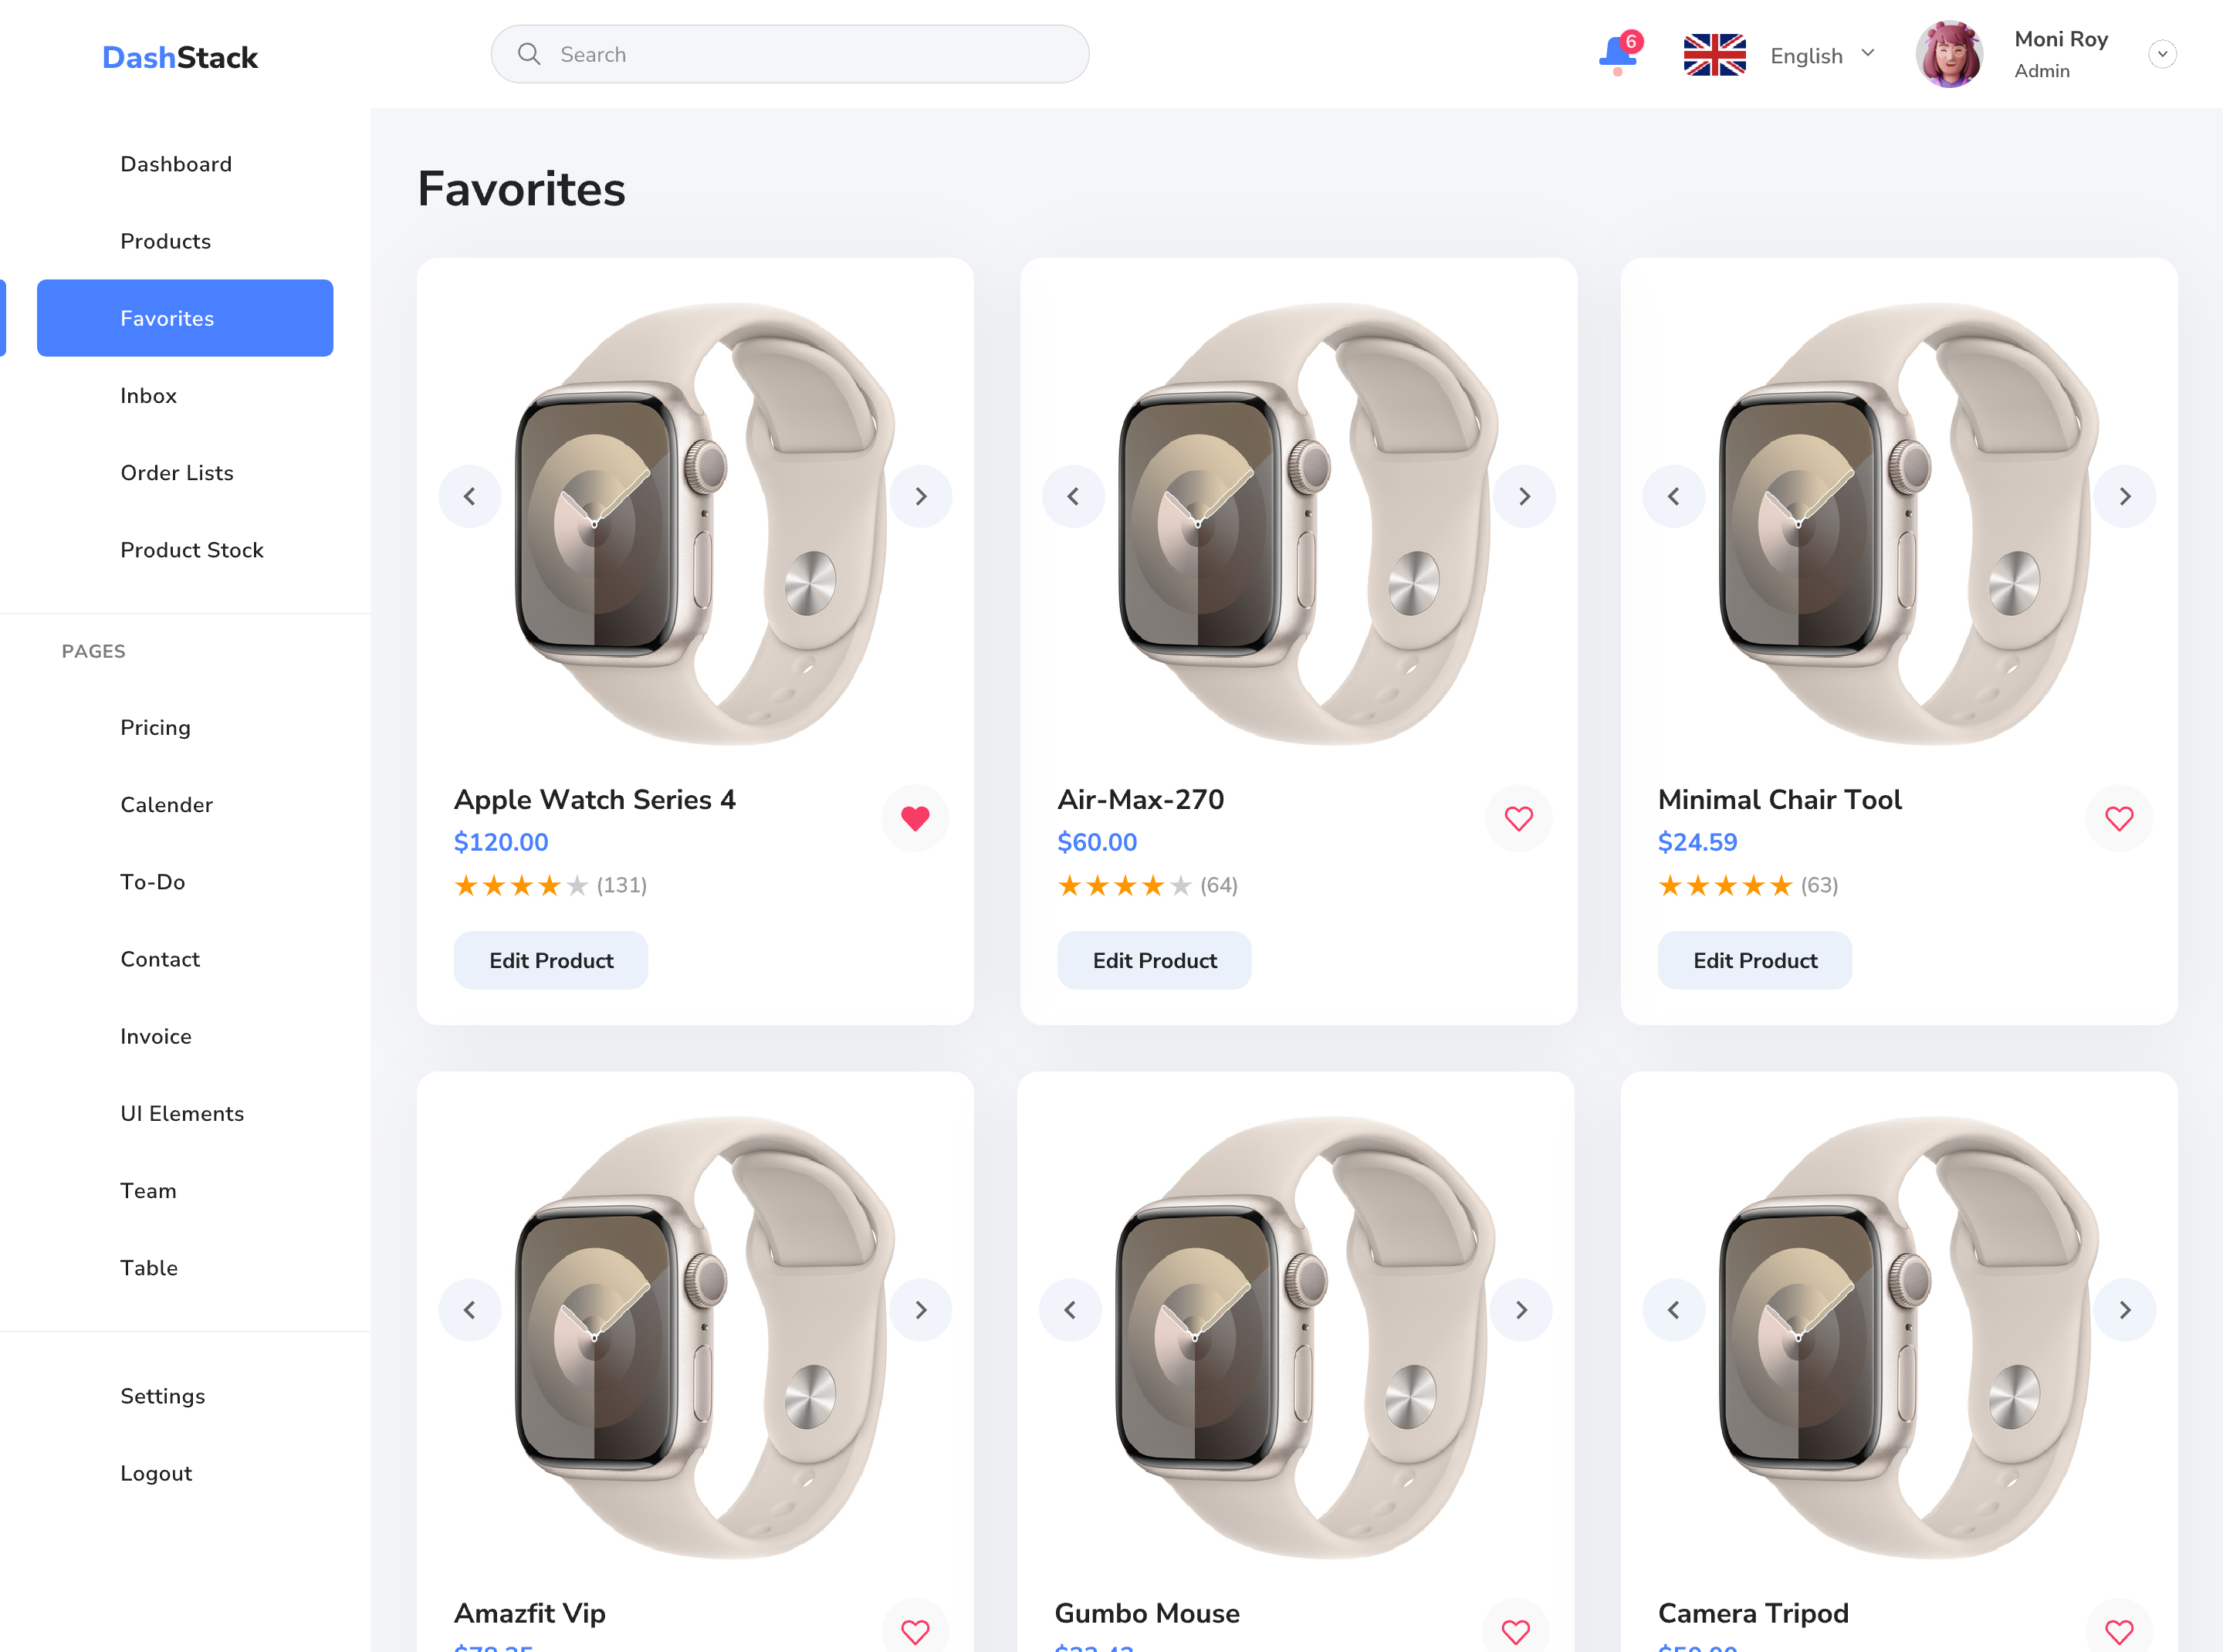 DashStack
Search
6
English
Moni Roy
Admin
Dashboard
Products
Favorites
Inbox
Order Lists
Product Stock
PAGES
Pricing
Calender
To-Do
Contact
Invoice
UI Elements
Team
Table
Settings
Logout
Favorites
Apple Watch Series 4
$120.00
(131)
Edit Product
Air-Max-270
$60.00
(64)
Edit Product
Minimal Chair Tool
$24.59
(63)
Edit Product
Amazfit Vip
Gumbo Mouse
Camera Tripod